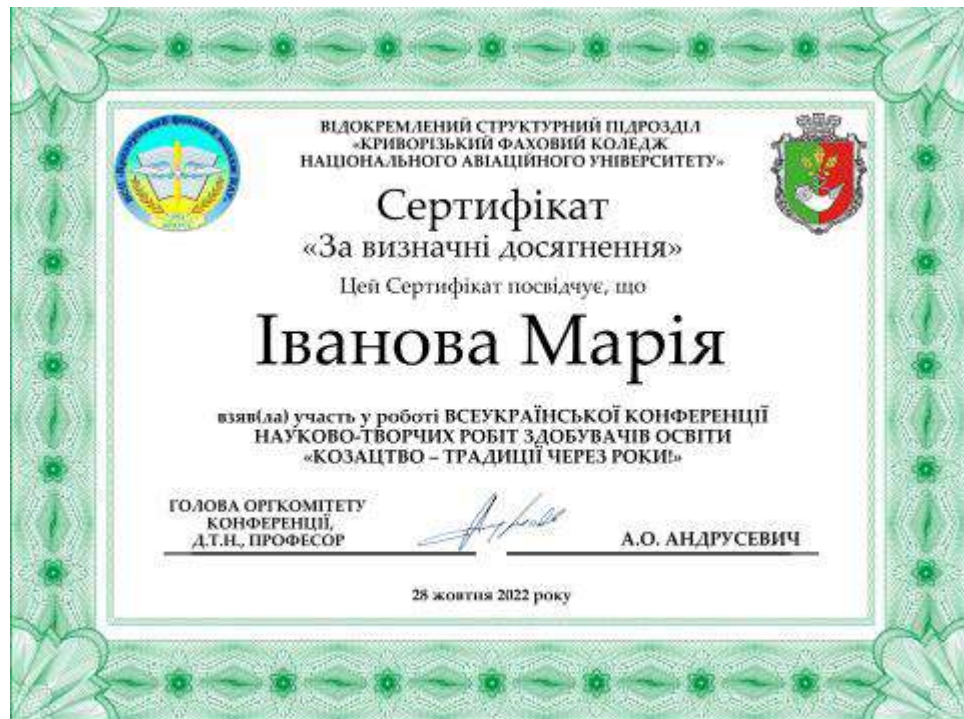 ВІДОКРЕМЛЕНИЙ СТРУКТУРНИЙ ПІДРОЗДІЛ
«КРИВОРІЗЬКИЙ ФАХОВИЙ КОЛЕДЖ
НАЦІОНАЛЬНОГО АВІАЦІЙНОГО УНІВЕРСИТЕТУ»
Сертифікат
«За визначні досягнення»
Цей Сертифікат посвідчує, що
Іванова Марія
взяв(ла) участь у роботі ВСЕУКРАЇНСЬКОЇ КОНФЕРЕНЦІЇ
НАУКОВО-ТВОРЧИХ РОБІТ ЗДОБУВАЧІВ ОСВІТИ
«КОЗАЦТВО – ТРАДИЦІЇ ЧЕРЕЗ РОКИ!»
ГОЛОВА ОРГКОМІТЕТУ
КОНФЕРЕНЦІЇ,
Д.Т.Н., ПРОФЕСОР
А.О. АНДРУСЕВИЧ
28 жовтня 2022 року